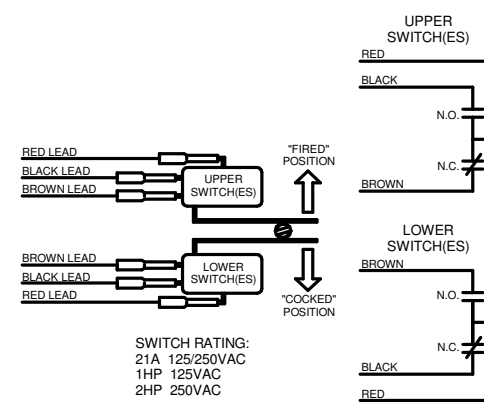 RED LEAD
BLACK LEAD
BROWN LEAD
UPPER
SWITCH(ES)
"FIRED"
POSITION
BROWN LEAD
BLACK LEAD
RED LEAD
LOWER
SWITCH(ES)
"COCKED"
POSITION
SWITCH RATING:
21A 125/250VAC
1HP 125VAC
2HP 250VAC
UPPER
SWITCH(ES)
RED
BLACK
N.O.
N.C.
BROWN
LOWER
SWITCH(ES)
BROWN
N.O.
N.C.
BLACK
RED